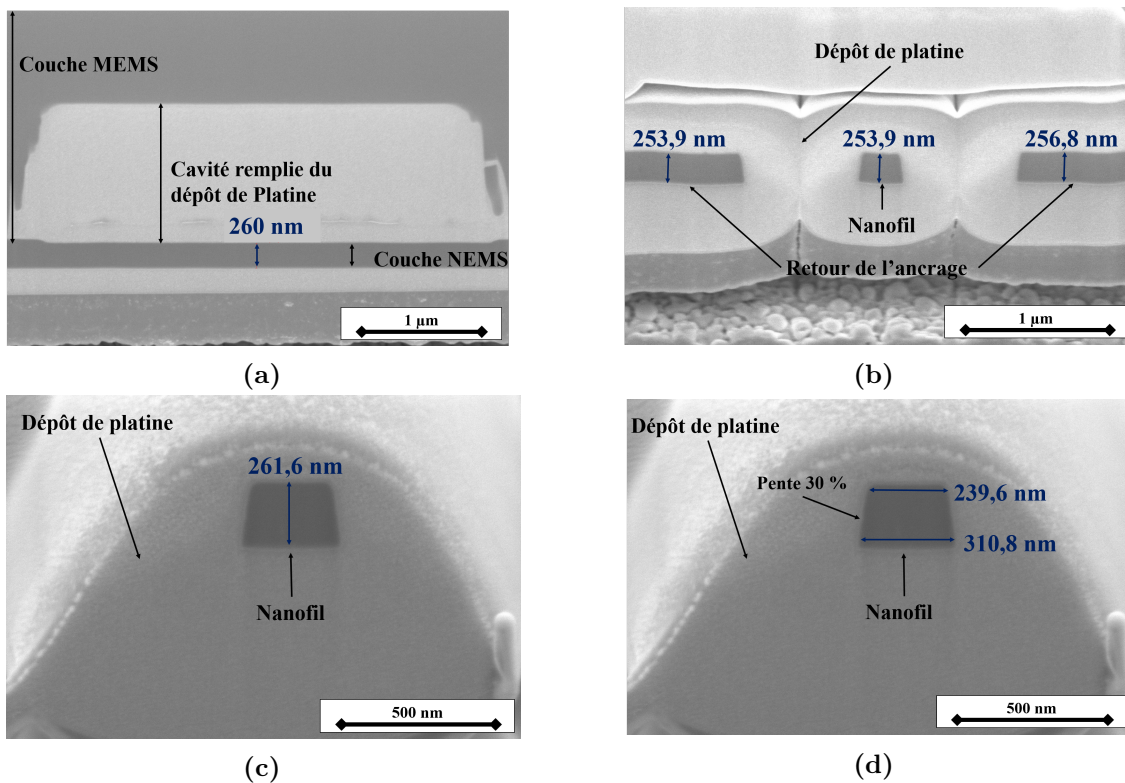 Couche MEMS
Cavité remplie du
dépôt de Platine
260 nm
Couche NEMS
1 µm
(a)
Dépôt de
platine
253,9 nm
253,9 nm
256,8 nm
Nanofil
Retour de l'ancrage
1 µm
(b)
Dépôt de platine
261,6 nm
Nanofil
500 nm
(c)
Dépôt de platine
Pente 30 %
239,6 nm
310,8 nm
Nanofil
500 nm
(d)